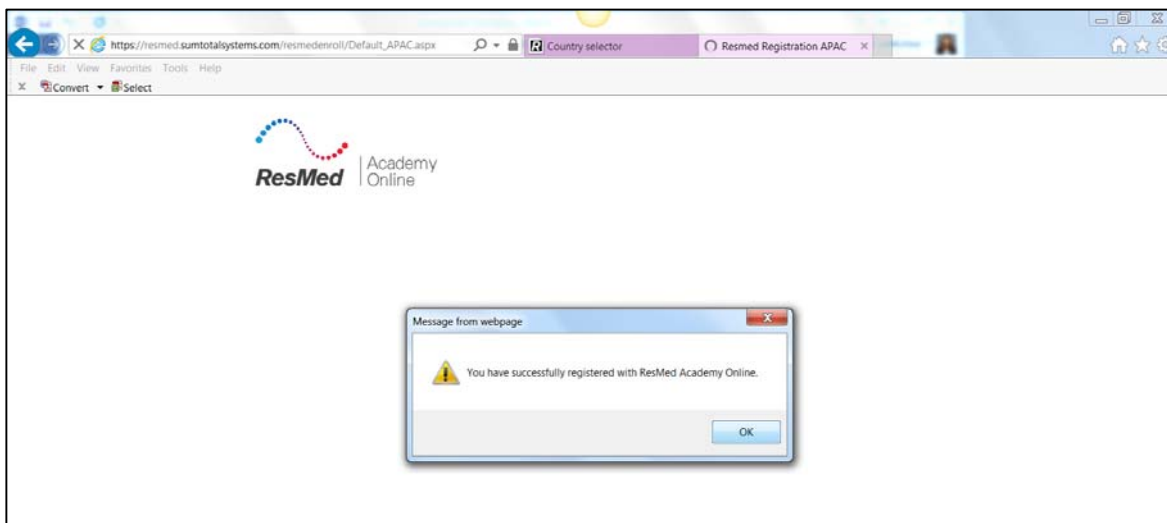 https://resmed.sumtotalsystems.com/resmedenroll/Default_APAC.aspx
Country selector
Resmed Registration APAC
File Edit View Favorites Tools Help
Convert Select
ResMed
Academy
Online
Message from webpage
You have successfully registered with ResMed Academy Online.
OK